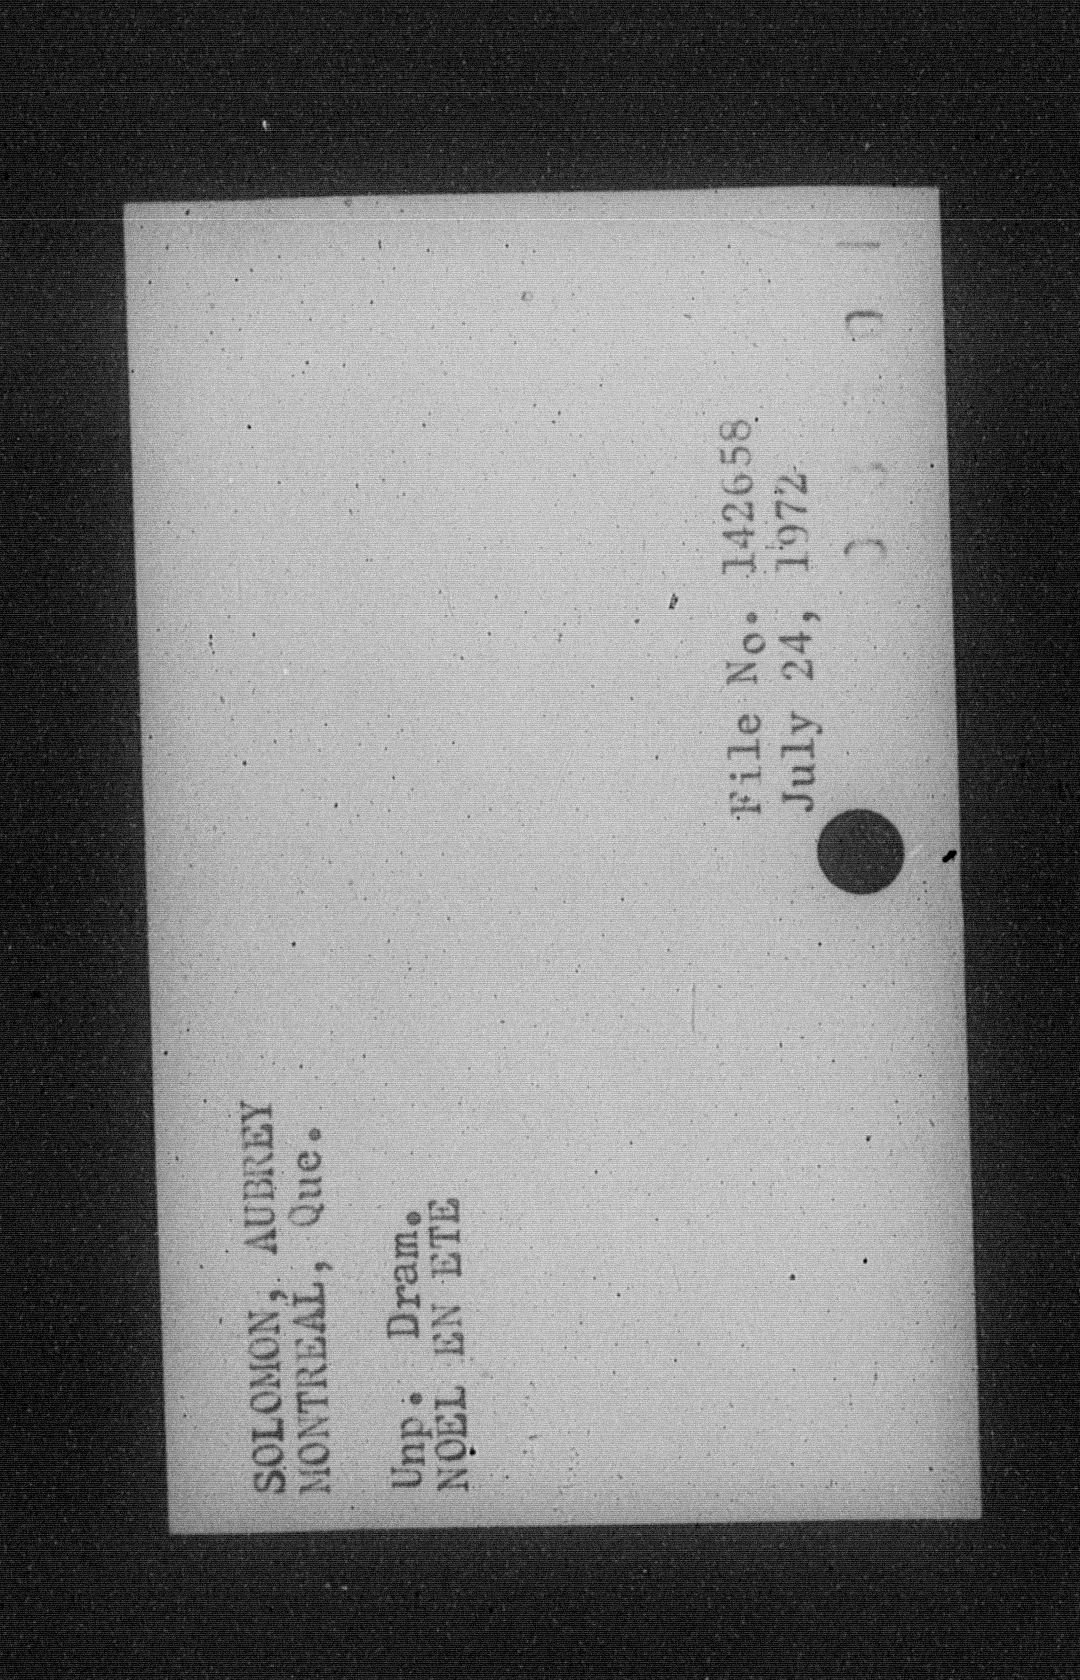 SOLOMON, AUBREY
MONTREAL, Que.
Unp. Dram.
NOEL EN ETE
File No. 142658
July 24, 1972